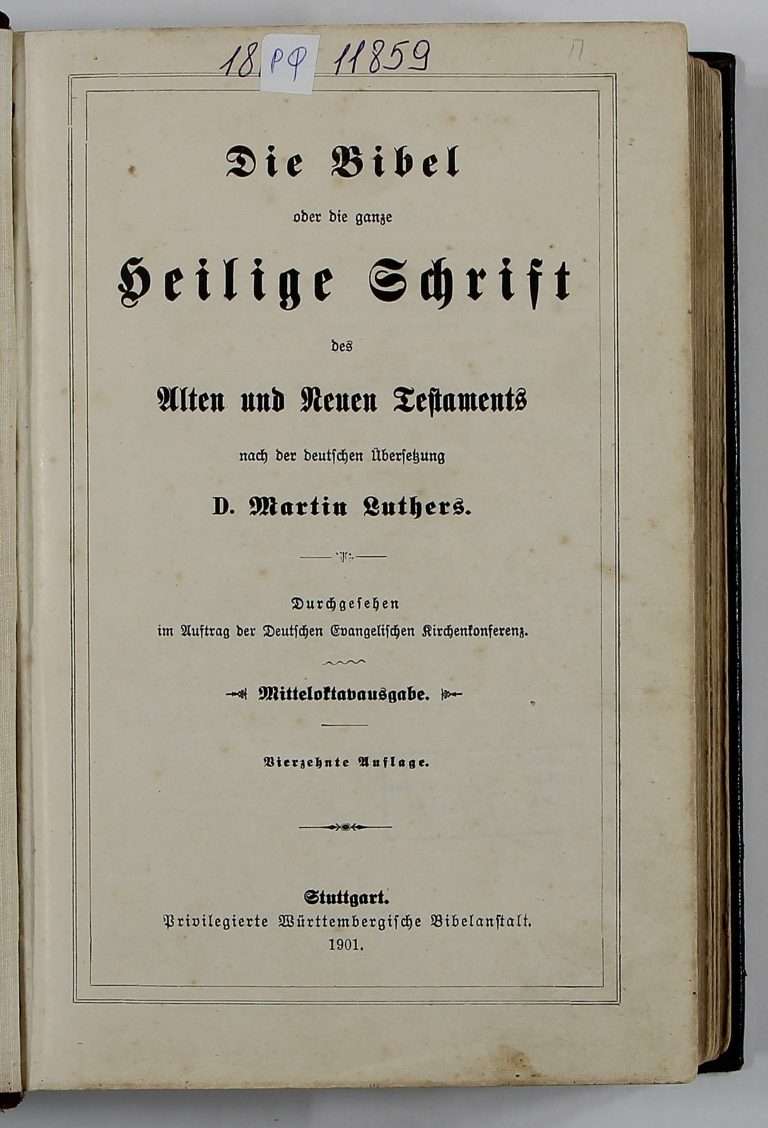 18 РФ 11859
П
Die Bibel
oder die ganze
Heilige Schrift
des
Alten und Neuen Testaments
nach der deutschen Übersetzung
D. Martin Luthers.
Durchgesehen
im Auftrag der Deutschen Evangelischen Kirchenkonferenz.
Mitteloktavausgabe.
Vierzehnte Auflage.
Stuttgart.
Privilegierte Württembergische Bibelanstalt.
1901.